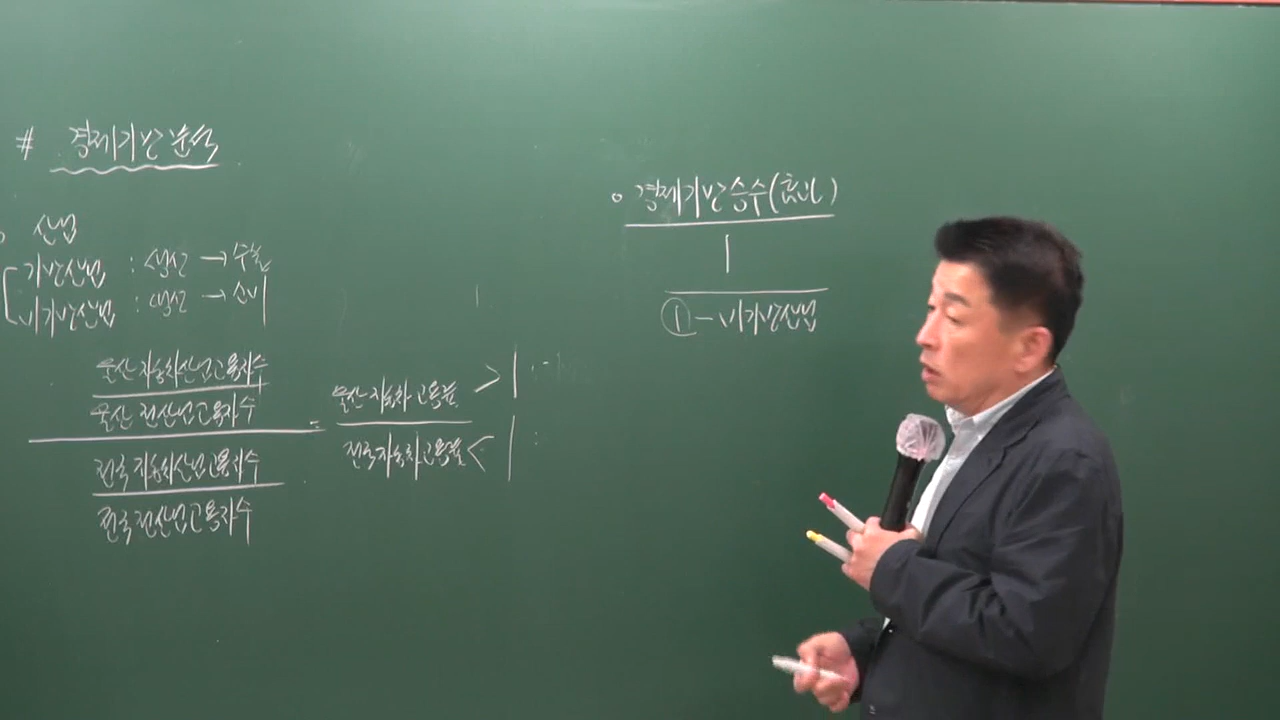 # 경제기반분석
○ 산업
기반산업 : 생산 → 수출
비기반산업 : 생산 → 소비
울산 자동차산업고용자수
울산 전산업고용자수
=
전국 자동차산업고용자수
전국 전산업고용자수
울산 자동차 고용률 > 1
전국 자동차 고용률 < 1 :
○ 경제기반승수(효과)
1
① - 비기반산업